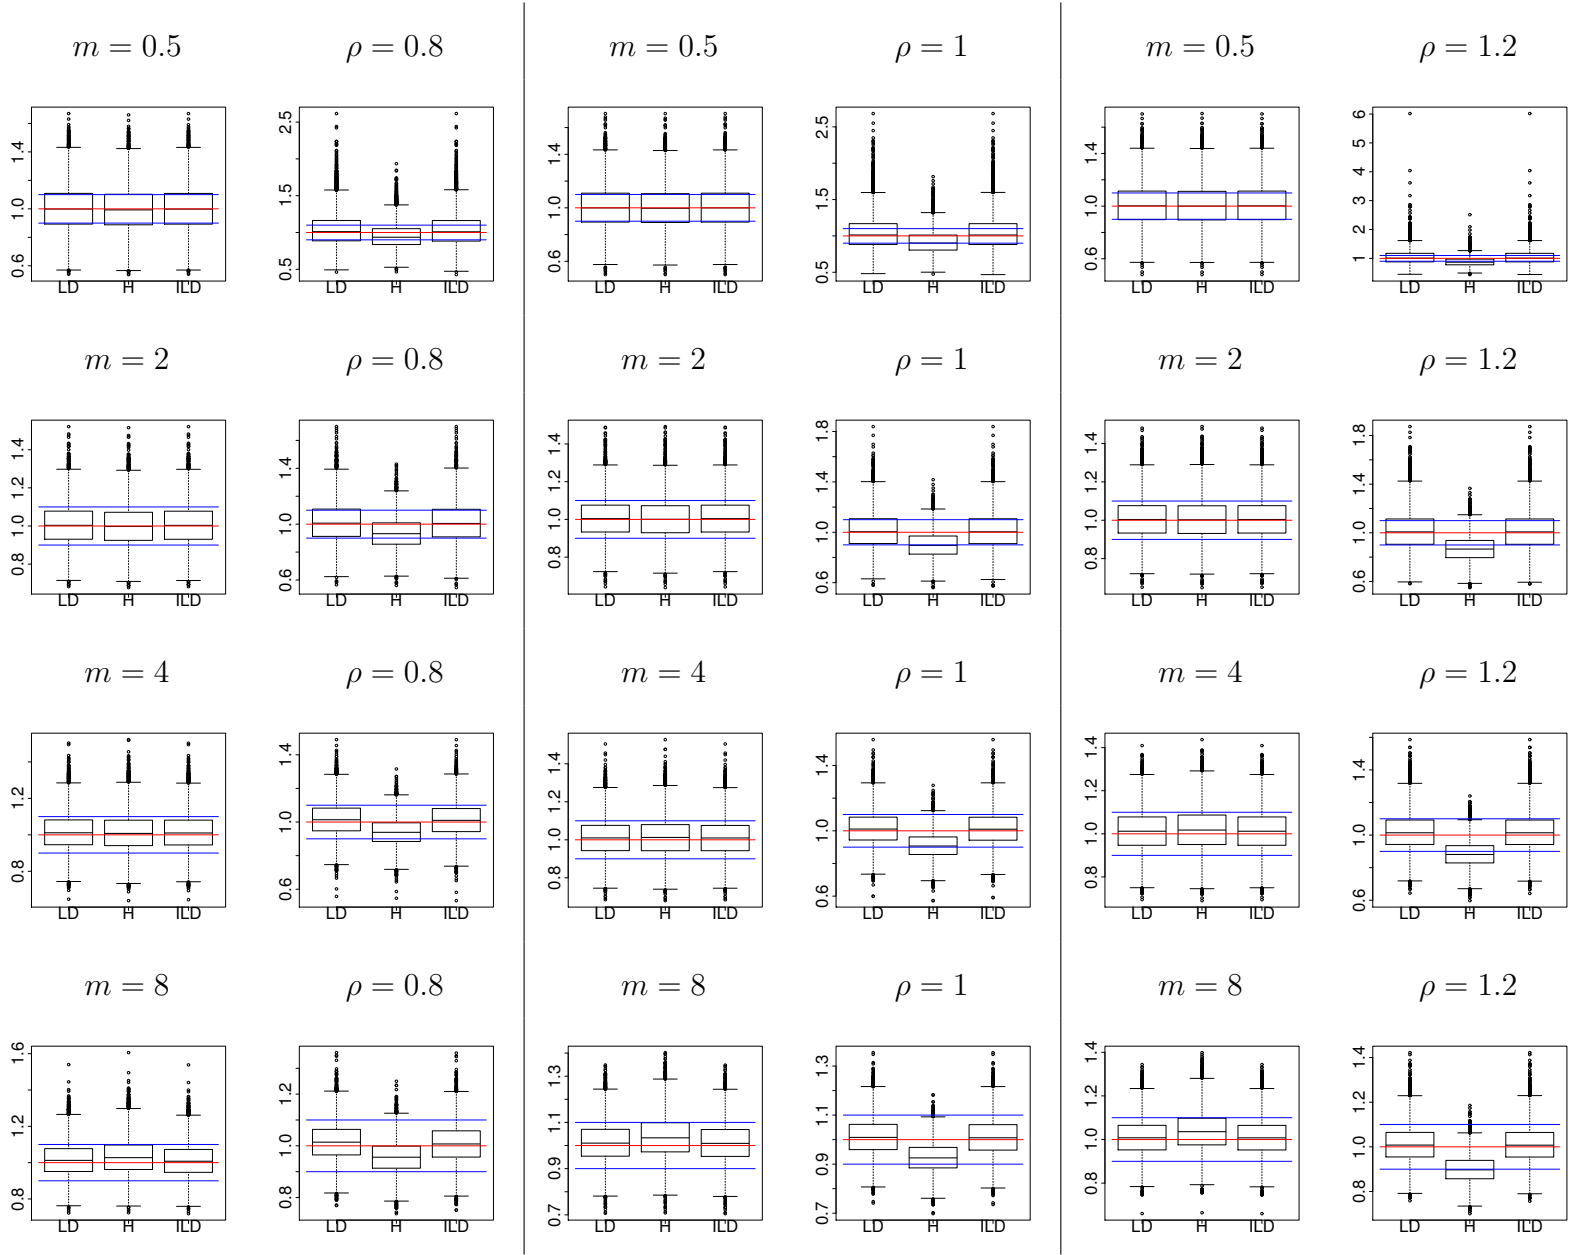 m = 0.5 ρ = 0.8 m = 0.5 ρ = 1 m = 0.5 ρ = 1.2
1.4 1.0 0.6 LD H ILD
2.5 1.5 0.5 LD H ILD
1.4 1.0 0.6 LD H ILD
2.5 1.5 0.5 LD H ILD
1.4 1.0 0.6 LD H ILD
6 5 4 3 2 1 LD H ILD
m = 2 ρ = 0.8 m = 2 ρ = 1 m = 2 ρ = 1.2
1.4 1.2 1.0 0.8 LD H ILD
1.4 1.0 0.6 LD H ILD
1.4 1.2 1.0 0.8 LD H ILD
1.8 1.4 1.0 0.6 LD H ILD
1.4 1.2 1.0 0.8 LD H ILD
1.8 1.4 1.0 0.6 LD H ILD
m = 4 ρ = 0.8 m = 4 ρ = 1 m = 4 ρ = 1.2
1.2 0.8 LD H ILD
1.4 1.0 0.6 LD H ILD
1.4 1.2 1.0 0.8 LD H ILD
1.4 1.0 0.6 LD H ILD
1.4 1.2 1.0 0.8 LD H ILD
1.4 1.0 0.6 LD H ILD
m = 8 ρ = 0.8 m = 8 ρ = 1 m = 8 ρ = 1.2
1.6 1.2 1.0 0.8 LD H ILD
1.2 1.0 0.8 LD H ILD
1.3 1.1 0.9 0.7 LD H ILD
1.3 1.1 0.9 0.7 LD H ILD
1.4 1.2 1.0 0.8 LD H ILD
1.4 1.2 1.0 0.8 LD H ILD